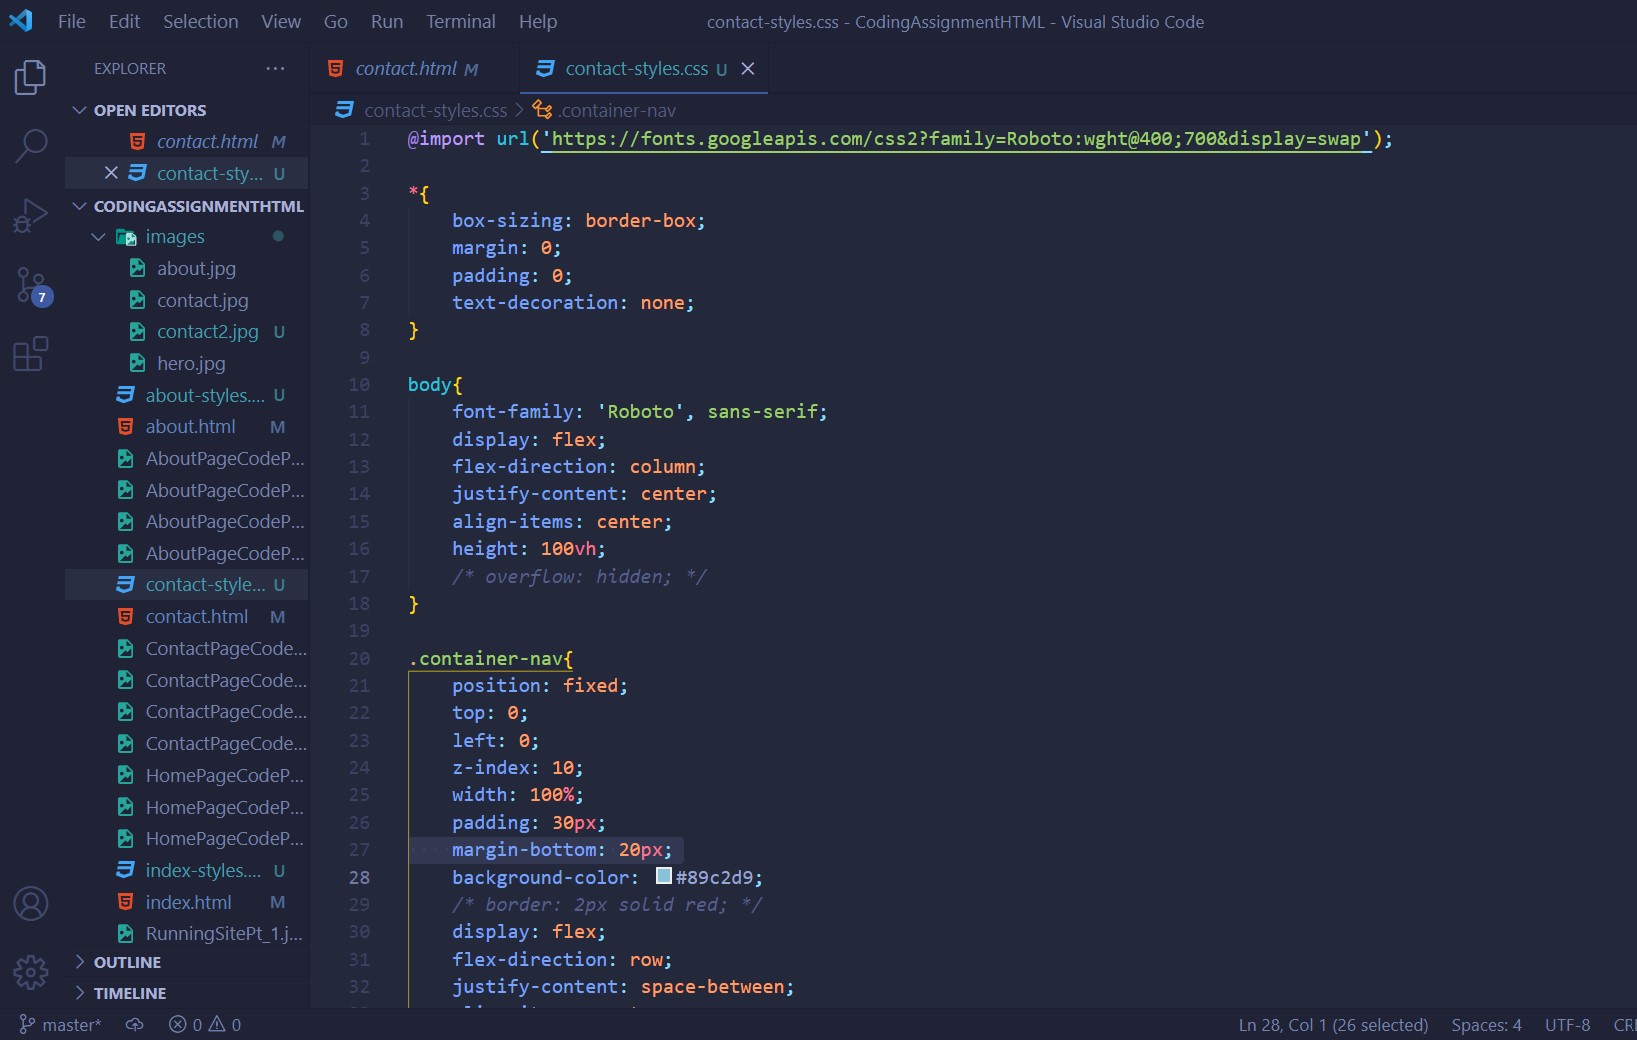 File Edit Selection View Go Run Terminal Help contact-styles.css - CodingAssignmentHTML - Visual Studio Code
EXPLORER ···
OPEN EDITORS
contact.html M
contact-sty... U
CODINGASSIGNMENTHTML
images
about.jpg
contact.jpg
contact2.jpg U
hero.jpg
about-styles.... U
about.html M
AboutPageCodeP...
AboutPageCodeP...
AboutPageCodeP...
AboutPageCodeP...
contact-style... U
contact.html M
ContactPageCode...
ContactPageCode...
ContactPageCode...
ContactPageCode...
HomePageCodeP...
HomePageCodeP...
HomePageCodeP...
index-styles.... U
index.html M
RunningSitePt_1.j...
OUTLINE
TIMELINE
7
contact.html M contact-styles.css U
contact-styles.css > .container-nav
1 @import url('https://fonts.googleapis.com/css2?family=Roboto:wght@400;700&display=swap');
2
3 *{
4 box-sizing: border-box;
5 margin: 0;
6 padding: 0;
7 text-decoration: none;
8 }
9
10 body{
11 font-family: 'Roboto', sans-serif;
12 display: flex;
13 flex-direction: column;
14 justify-content: center;
15 align-items: center;
16 height: 100vh;
17 /* overflow: hidden; */
18 }
19
20 .container-nav{
21 position: fixed;
22 top: 0;
23 left: 0;
24 z-index: 10;
25 width: 100%;
26 padding: 30px;
27 margin-bottom: 20px;
28 background-color: #89c2d9;
29 /* border: 2px solid red; */
30 display: flex;
31 flex-direction: row;
32 justify-content: space-between;
master* 0 0 Ln 28, Col 1 (26 selected) Spaces: 4 UTF-8